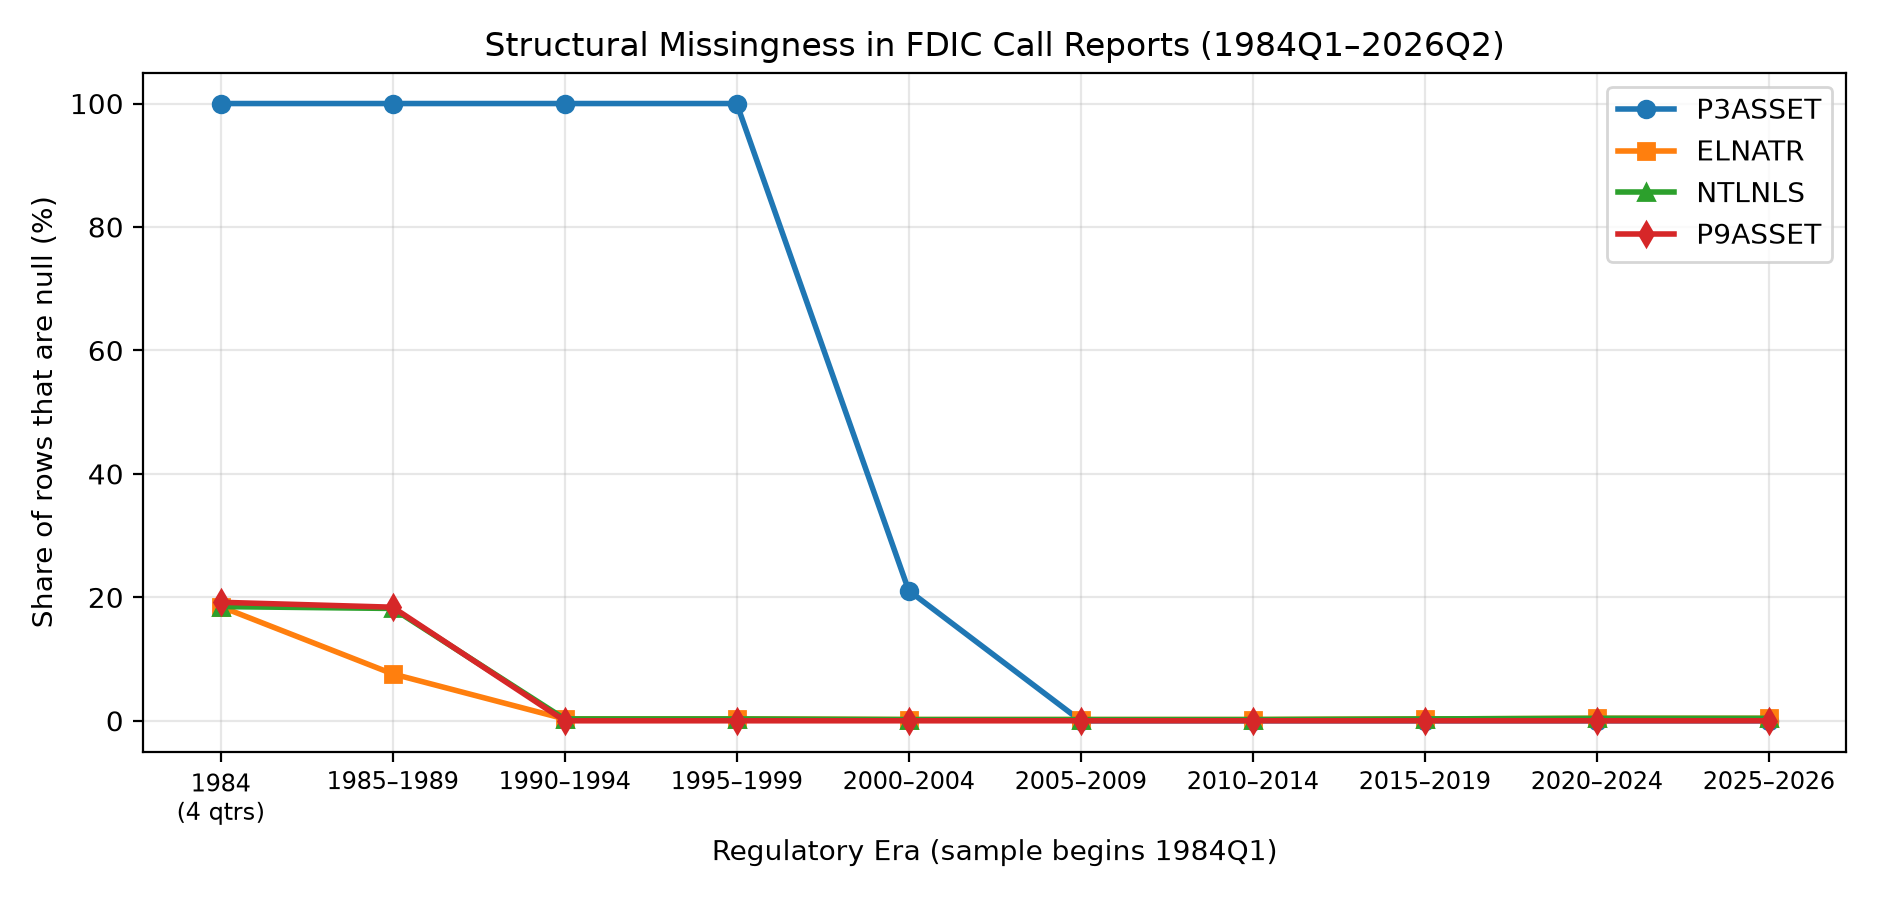 Structural Missingness in FDIC Call Reports (1984Q1–2026Q2)
Share of rows that are null (%)
100
80
60
40
20
0
P3ASSET
ELNATR
NTLNLS
P9ASSET
1984
(4 qtrs)
1985–1989
1990–1994
1995–1999
2000–2004
2005–2009
2010–2014
2015–2019
2020–2024
2025–2026
Regulatory Era (sample begins 1984Q1)